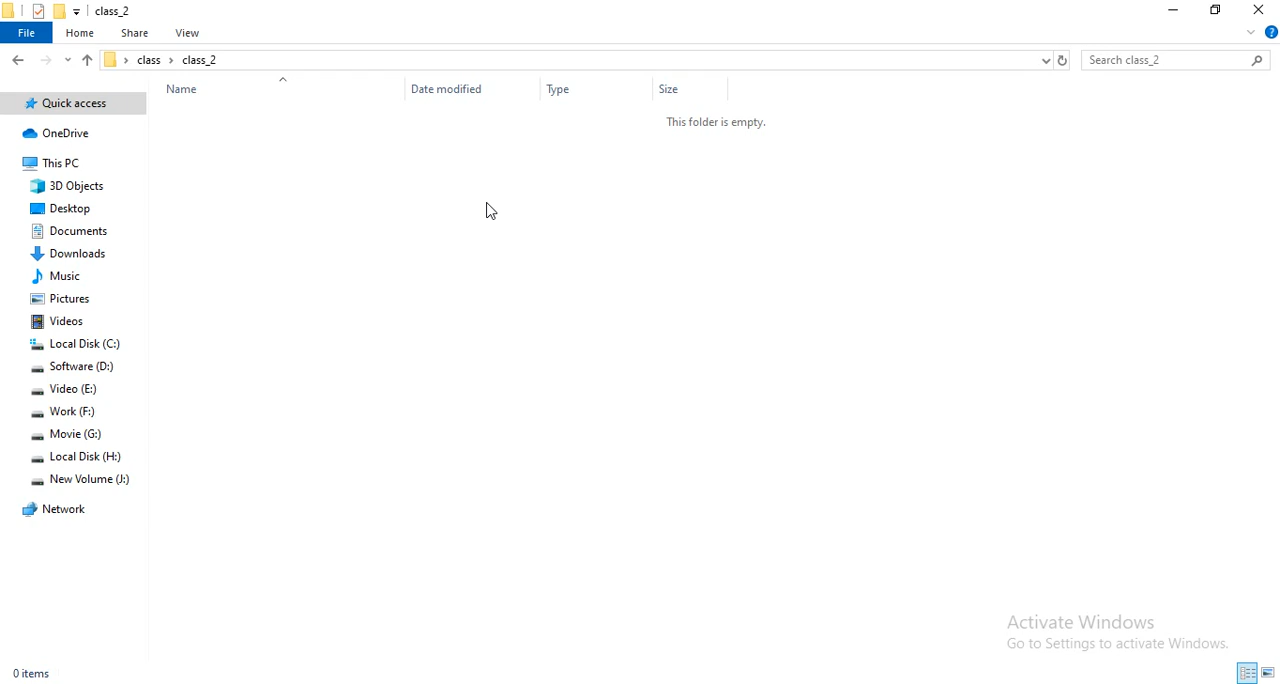 class_2
File Home Share View
class > class_2
Search class_2
Name Date modified Type Size
This folder is empty.
Quick access
OneDrive
This PC
3D Objects
Desktop
Documents
Downloads
Music
Pictures
Videos
Local Disk (C:)
Software (D:)
Video (E:)
Work (F:)
Movie (G:)
Local Disk (H:)
New Volume (J:)
Network
Activate Windows
Go to Settings to activate Windows.
0 items